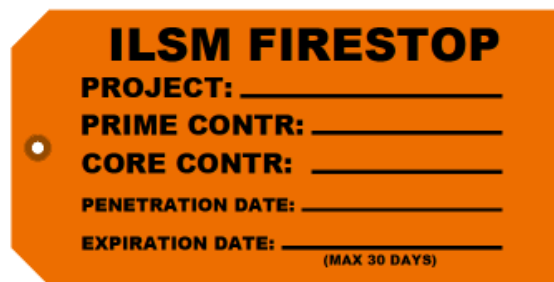 ILSM FIRESTOP
PROJECT:
PRIME CONTR:
CORE CONTR:
PENETRATION DATE:
EXPIRATION DATE:
(MAX 30 DAYS)